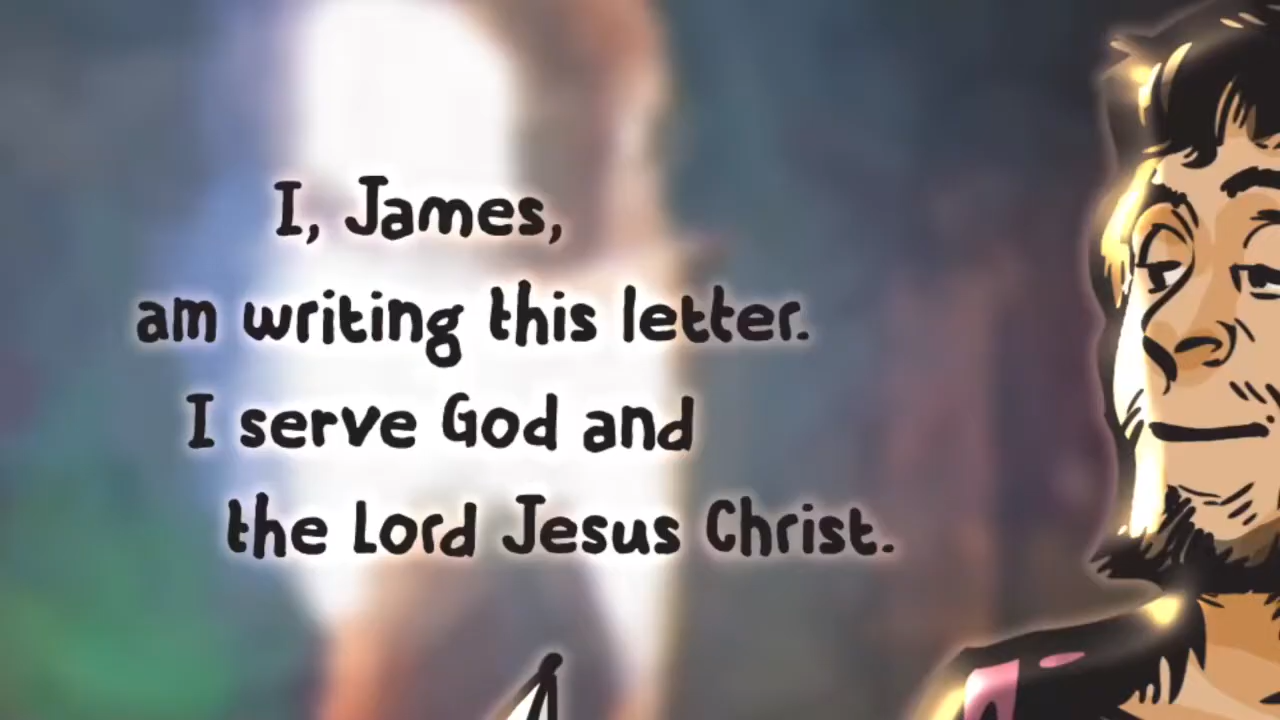 I, James,
am writing this letter.
I serve God and
the Lord Jesus Christ.